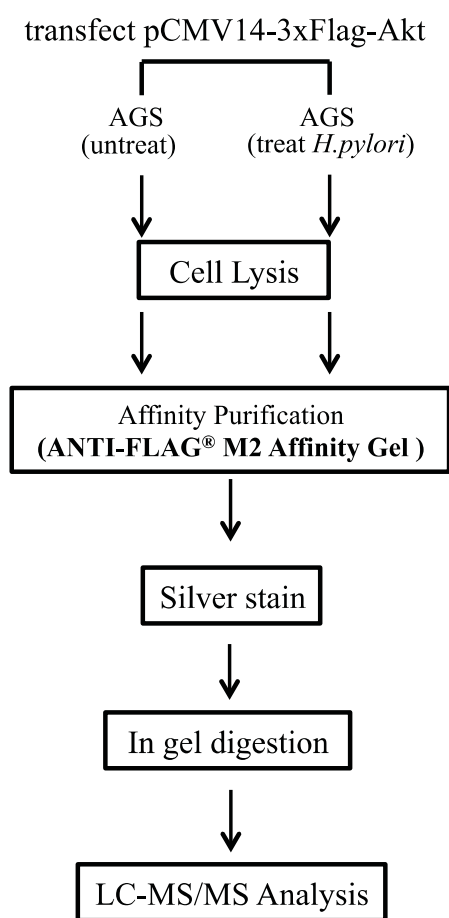 transfect pCMV14-3xFlag-Akt
AGS
(untreat)
AGS
(treat H.pylori)
Cell Lysis
Affinity Purification
(ANTI-FLAG® M2 Affinity Gel )
Silver stain
In gel digestion
LC-MS/MS Analysis